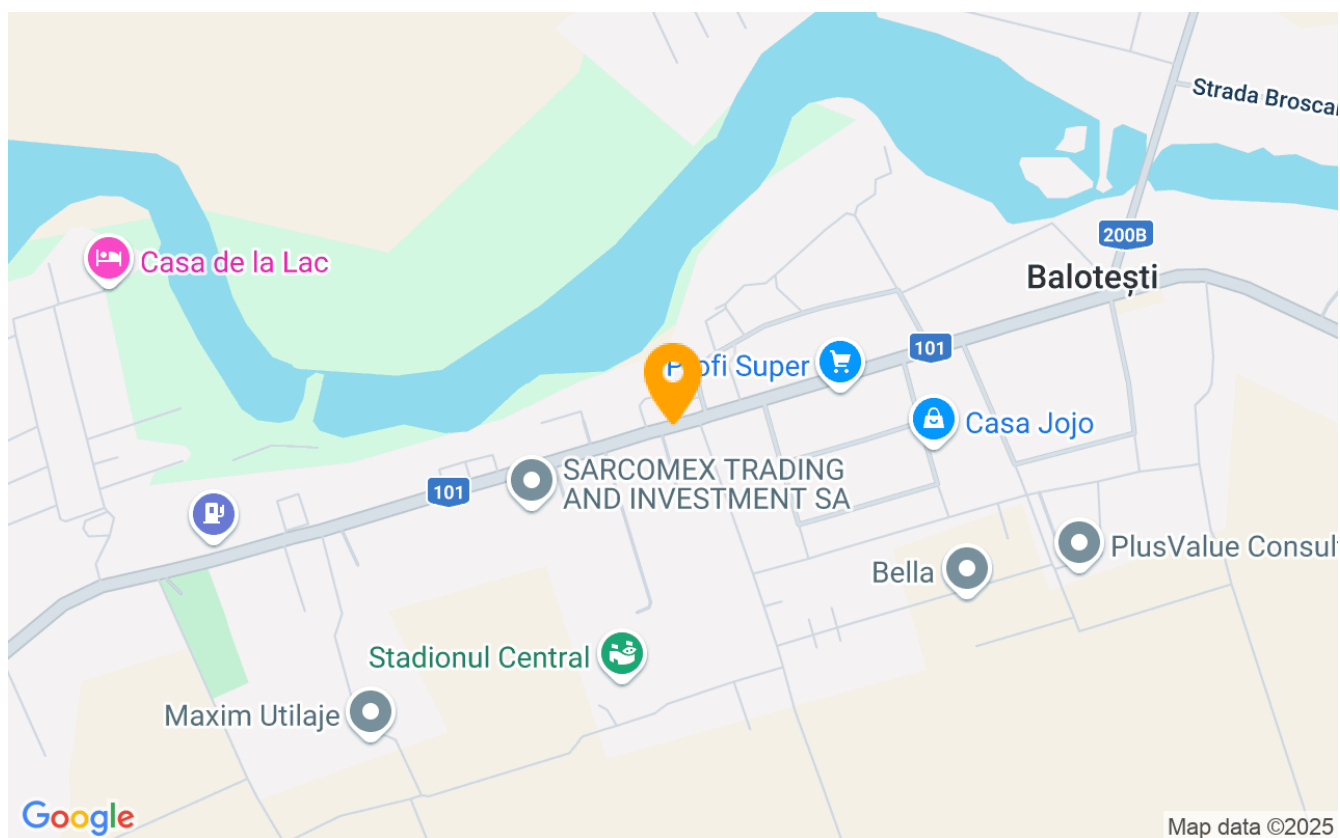 Strada Brosca
200B
Casa de la Lac
Balotești
101
Profi Super
Casa Jojo
SARCOMEX TRADING
AND INVESTMENT SA
101
PlusValue Consult
Bella
Stadionul Central
Maxim Utilaje
Google
Map data ©2025